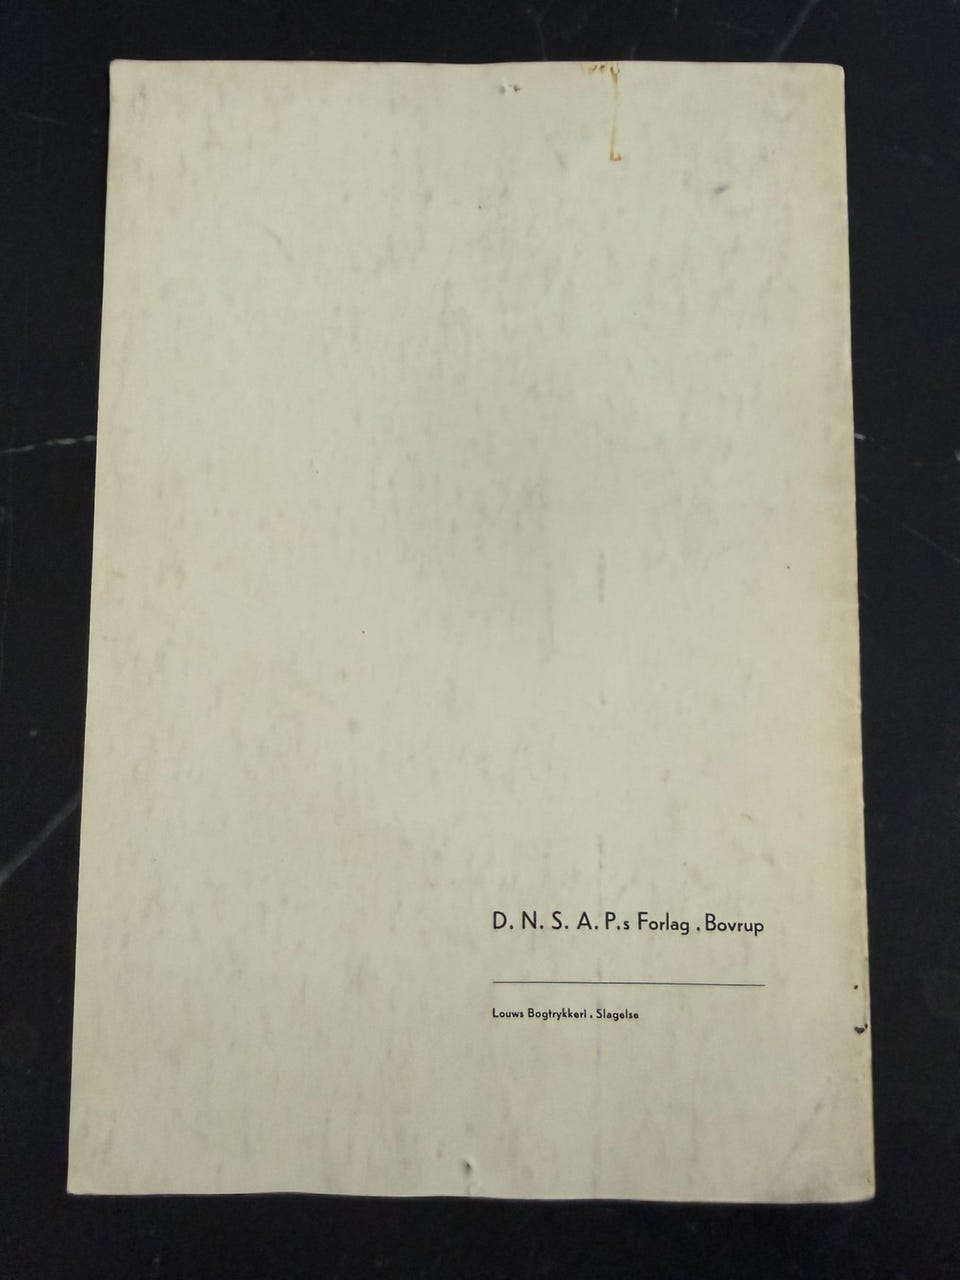 D. N. S. A. P.s Forlag . Bovrup
Louws Bogtrykkeri . Slagelse